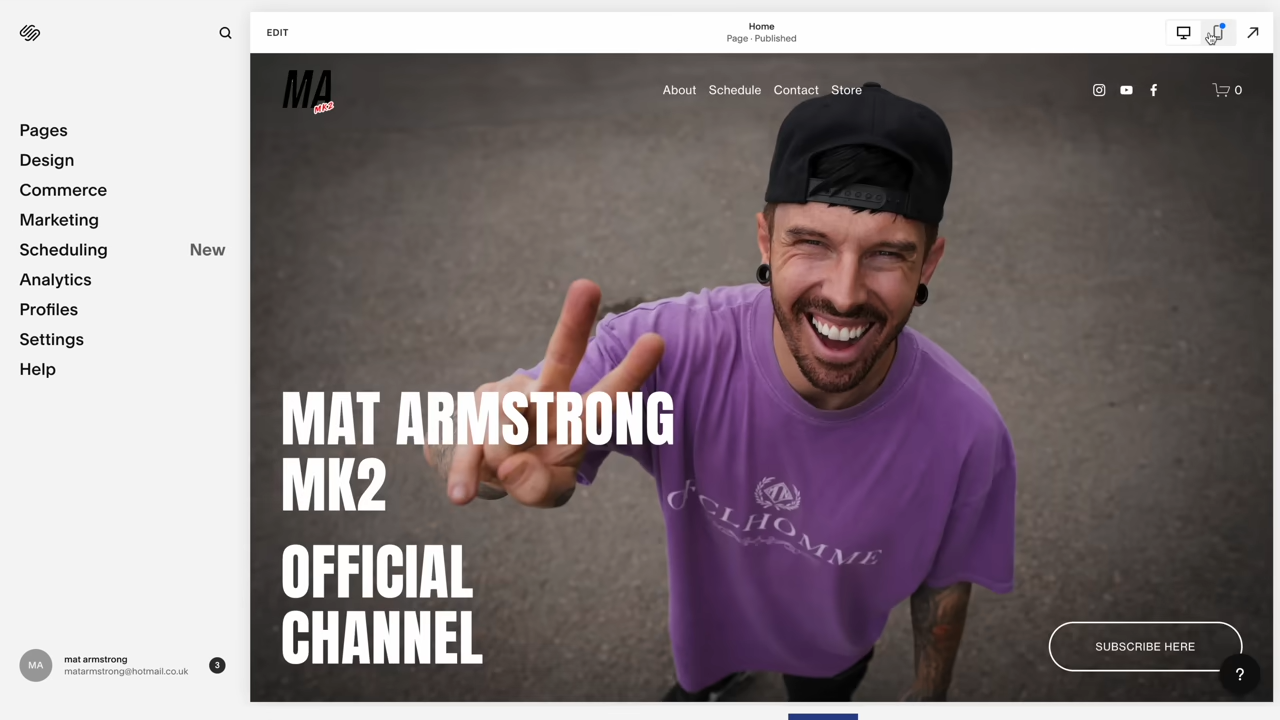 EDIT
Home
Page · Published
Pages
Design
Commerce
Marketing
Scheduling New
Analytics
Profiles
Settings
Help
MA
mat armstrong
matarmstrong@hotmail.co.uk
3
MA
MK2
About Schedule Contact Store
0
MAT ARMSTRONG
MK2
OFFICIAL
CHANNEL
SUBSCRIBE HERE
?